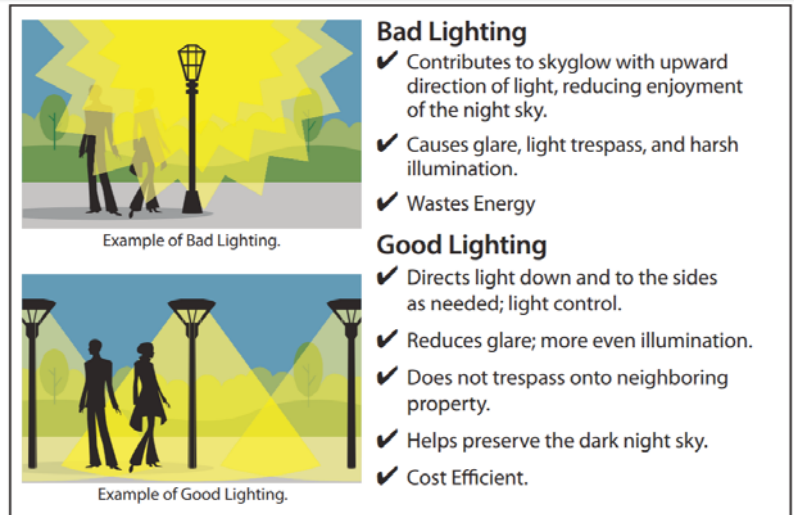 Bad Lighting
✔ Contributes to skyglow with upward
direction of light, reducing enjoyment
of the night sky.
✔ Causes glare, light trespass, and harsh
illumination.
✔ Wastes Energy
Example of Bad Lighting.
Good Lighting
✔ Directs light down and to the sides
as needed; light control.
✔ Reduces glare; more even illumination.
✔ Does not trespass onto neighboring
property.
✔ Helps preserve the dark night sky.
✔ Cost Efficient.
Example of Good Lighting.